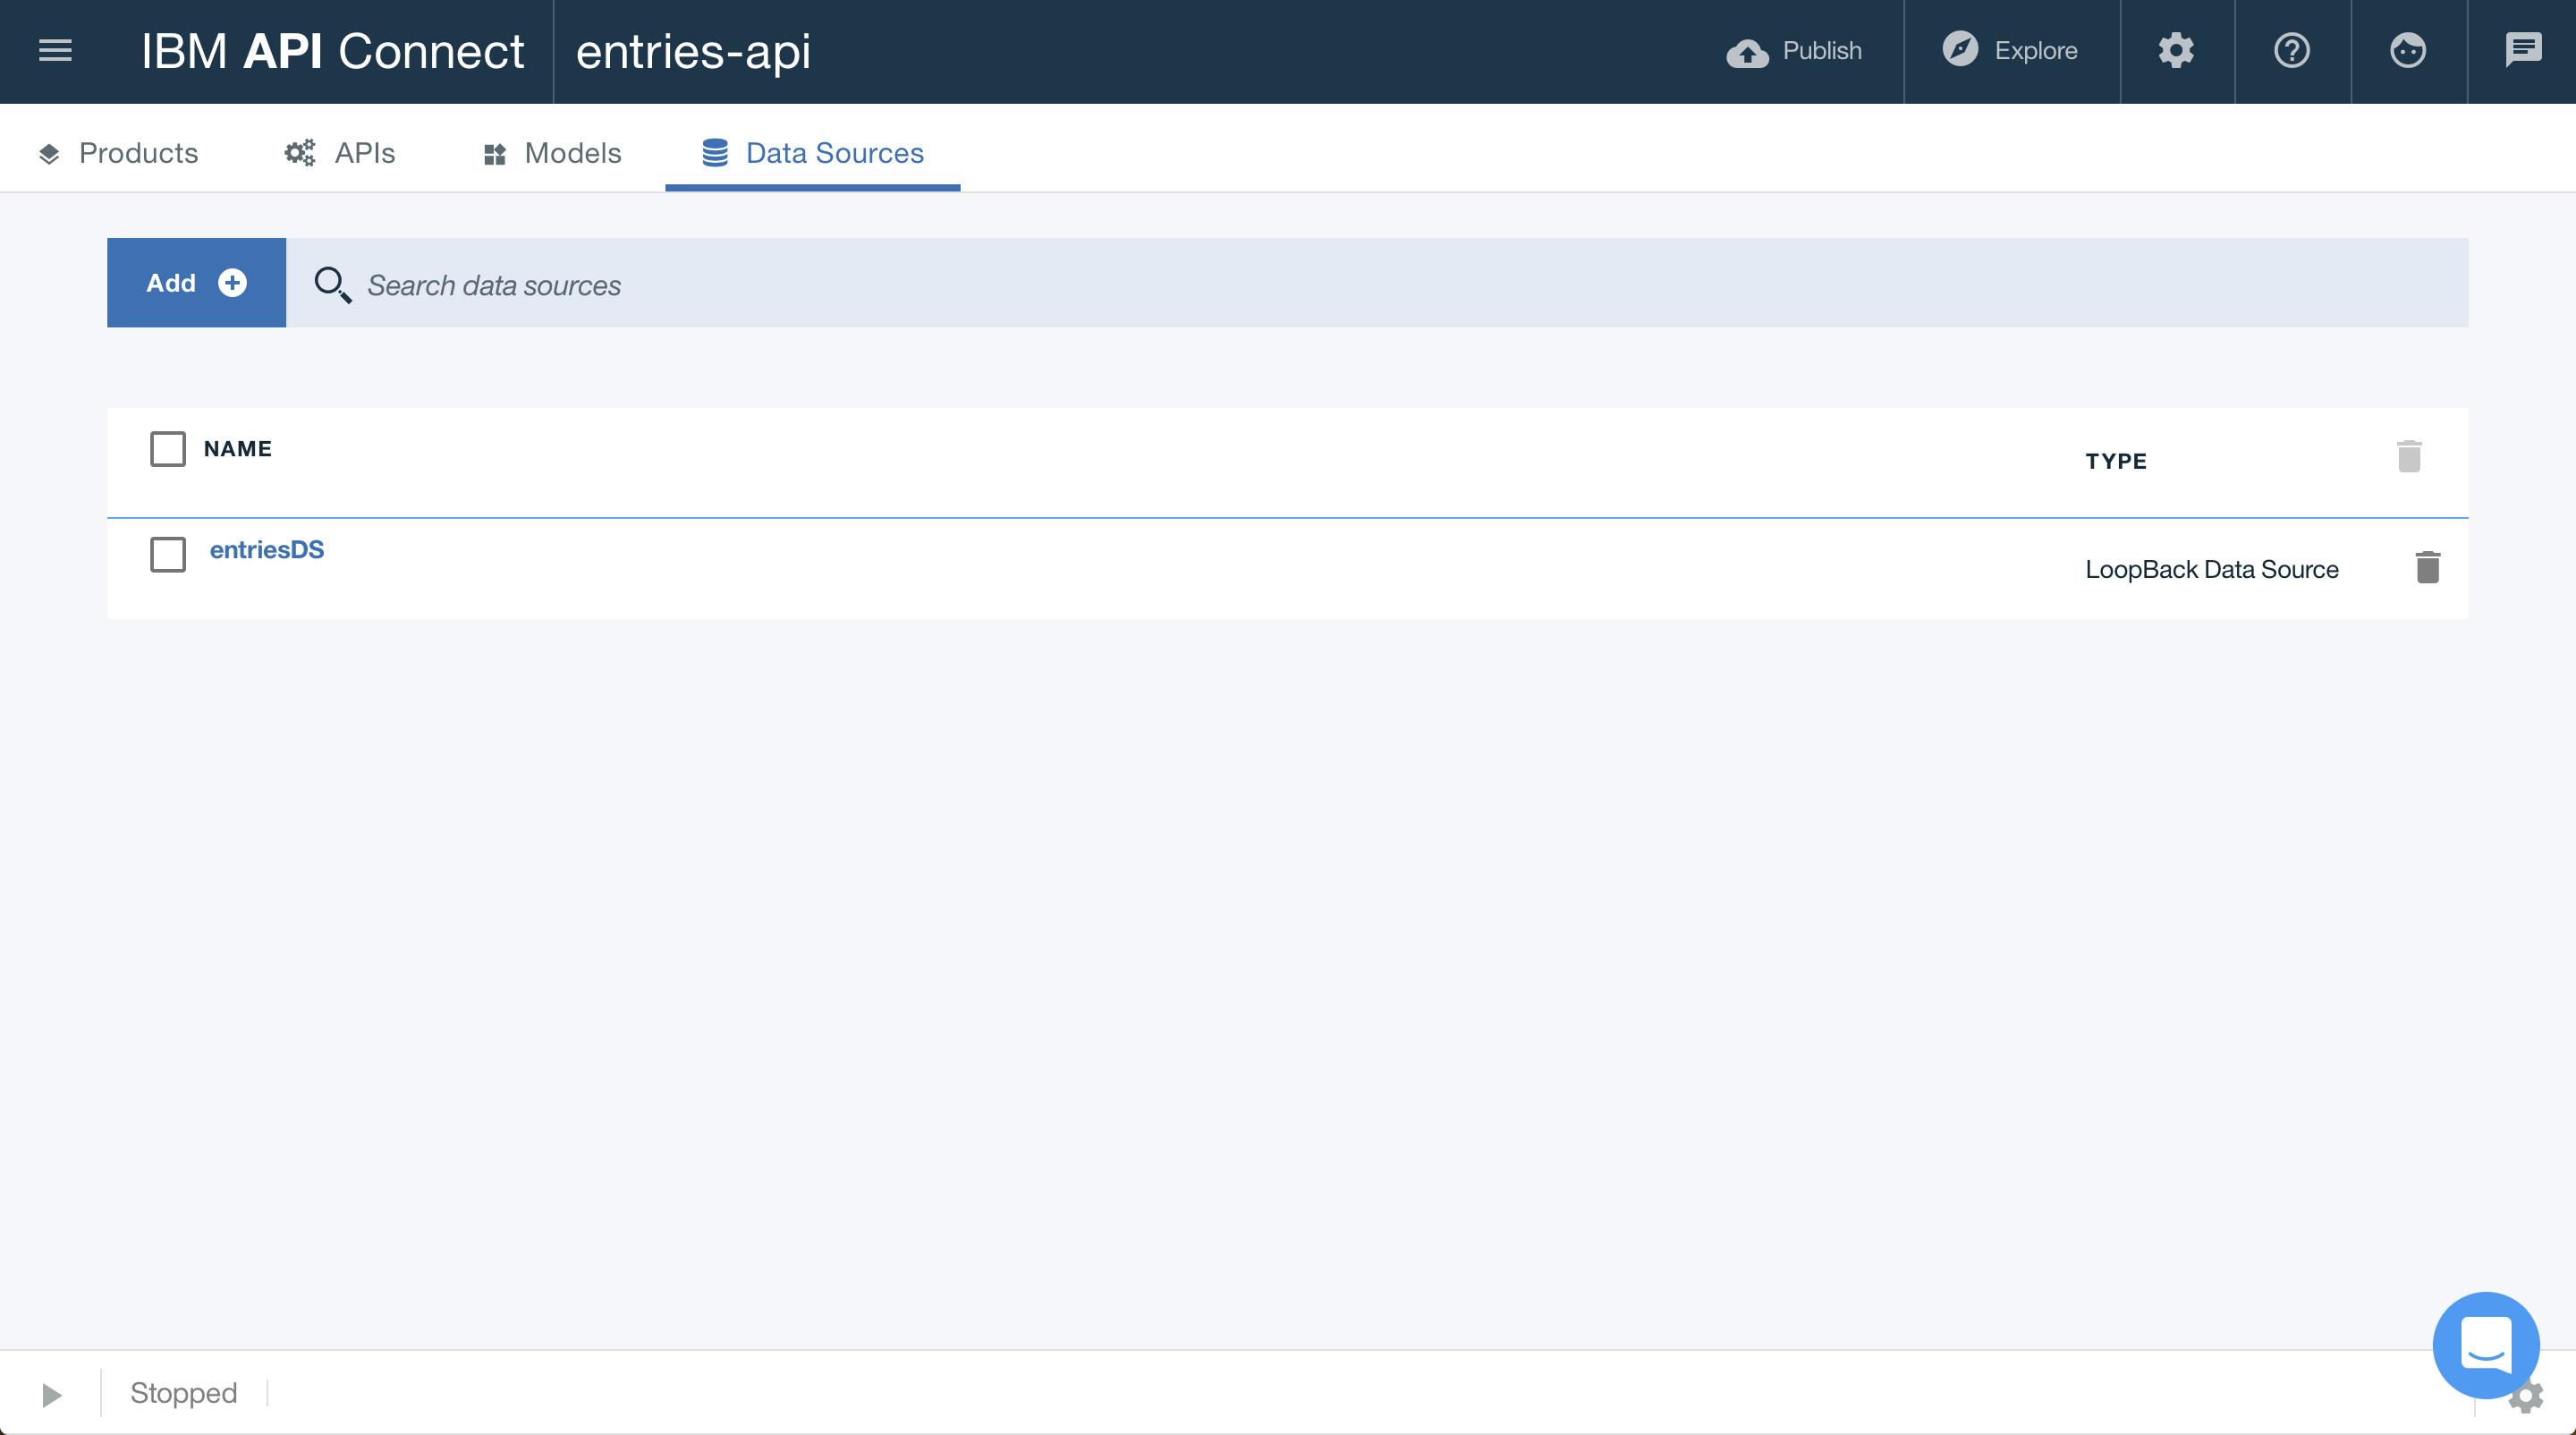 IBM API Connect
entries-api
Publish
Explore
Products
APIs
Models
Data Sources
Add
Search data sources
NAME
TYPE
entriesDS
LoopBack Data Source
Stopped